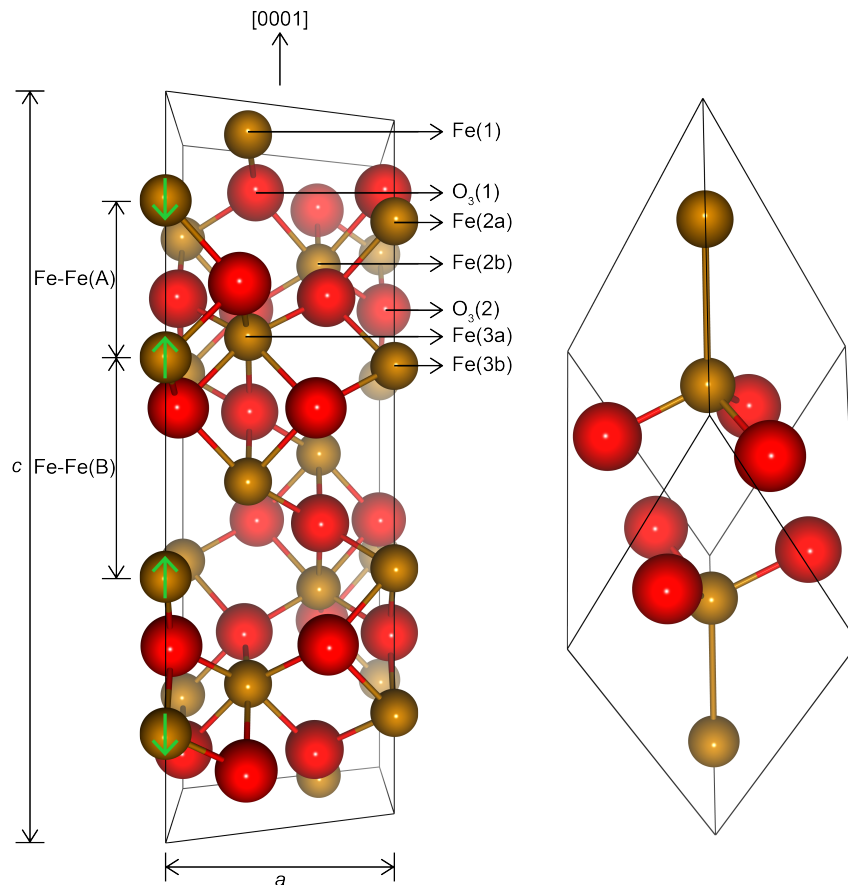 [0001]
Fe(1)
O₃(1)
Fe(2a)
Fe(2b)
Fe-Fe(A)
O₃(2)
Fe(3a)
Fe(3b)
c
Fe-Fe(B)
a